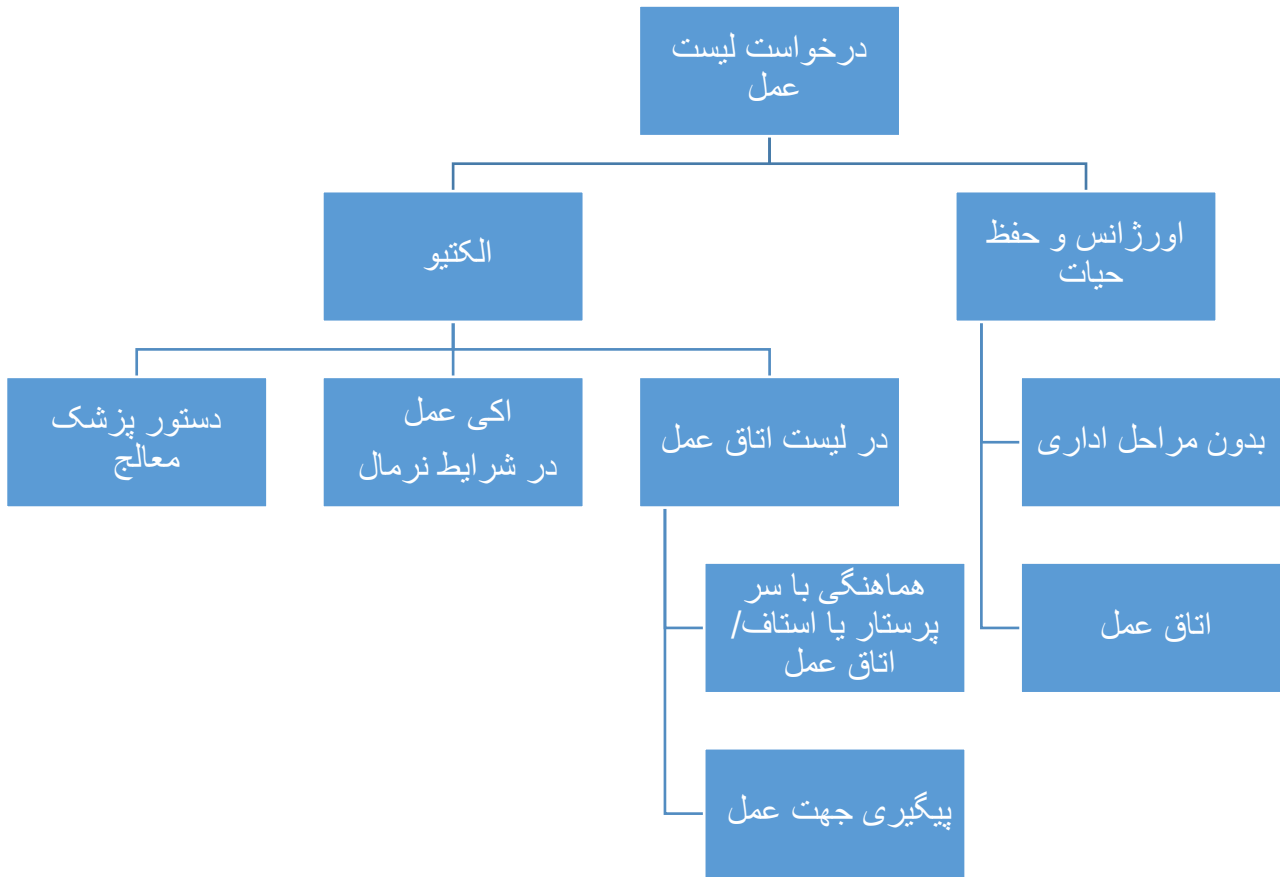 درخواست لیست
عمل
اورژانس و حفظ
حیات
الکتیو
بدون مراحل اداری
در لیست اتاق عمل
اکی عمل
در شرایط نرمال
دستور پزشک
معالج
اتاق عمل
هماهنگی با سر
پرستار یا استاف/
اتاق عمل
پیگیری جهت عمل